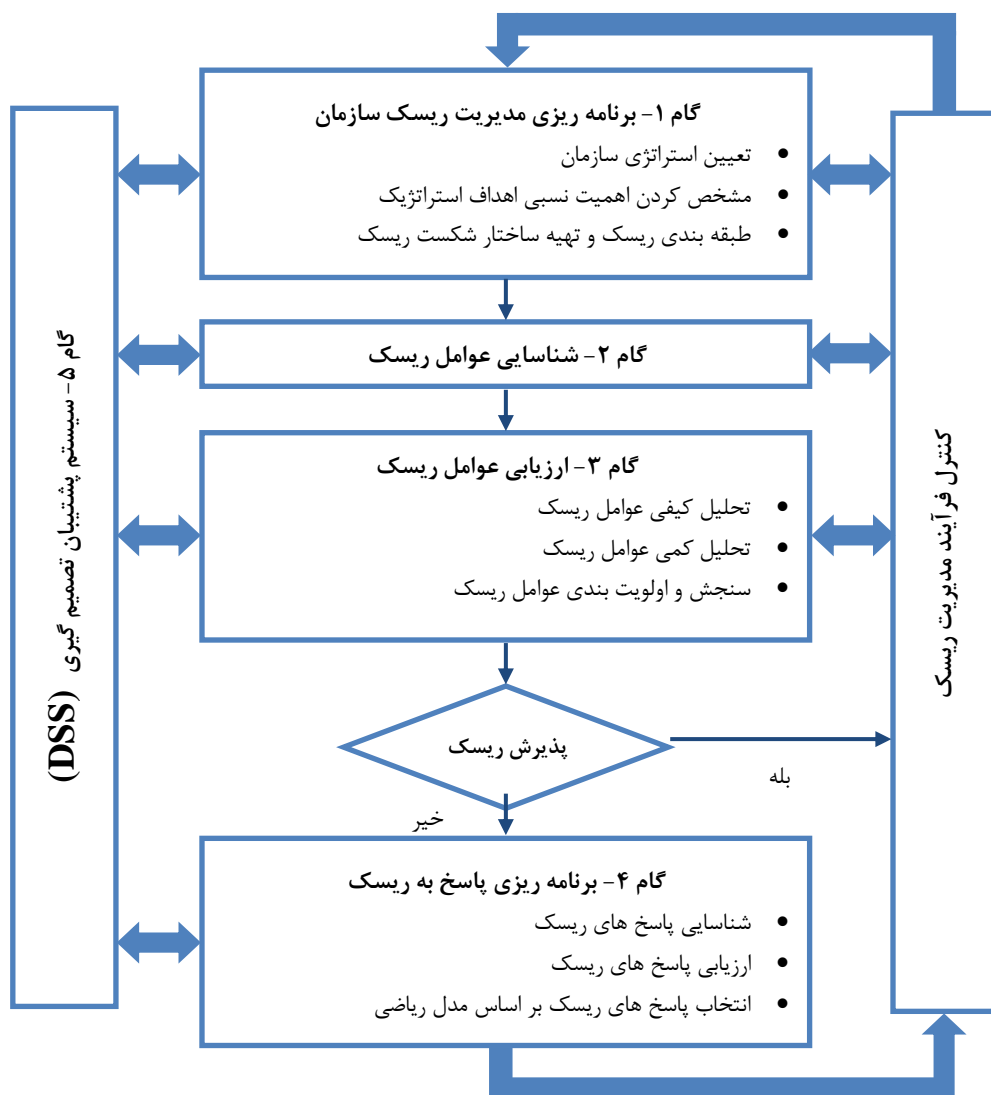 گام ۱- برنامه ریزی مدیریت ریسک سازمان
• تعیین استراتژی سازمان
• مشخص کردن اهمیت نسبی اهداف استراتژیک
• طبقه بندی ریسک و تهیه ساختار شکست ریسک
گام ۲- شناسایی عوامل ریسک
گام ۳- ارزیابی عوامل ریسک
• تحلیل کیفی عوامل ریسک
• تحلیل کمی عوامل ریسک
• سنجش و اولویت بندی عوامل ریسک
پذیرش ریسک
بله
خیر
گام ۴- برنامه ریزی پاسخ به ریسک
• شناسایی پاسخ های ریسک
• ارزیابی پاسخ های ریسک
• انتخاب پاسخ های ریسک بر اساس مدل ریاضی
کنترل فرآیند مدیریت ریسک
گام ۵- سیستم پشتیبان تصمیم گیری
(DSS)